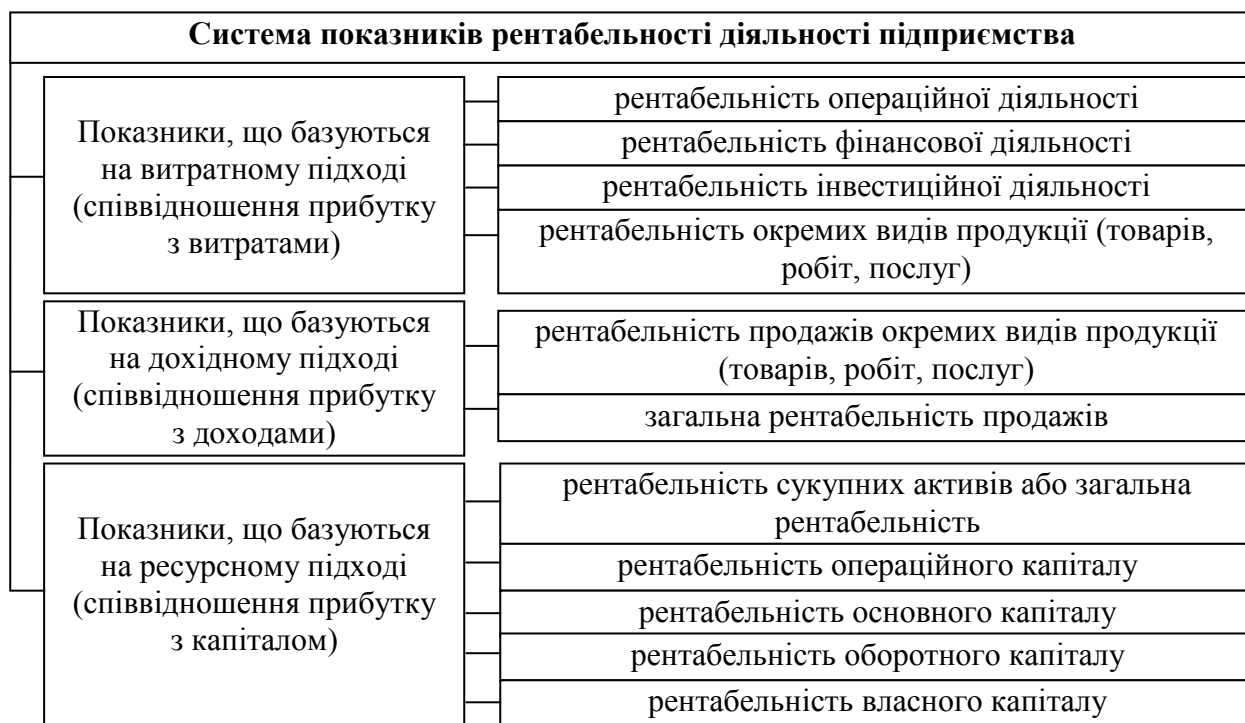 Система показників рентабельності діяльності підприємства
Показники, що базуються
на витратному підході
(співвідношення прибутку
з витратами)
рентабельність операційної діяльності
рентабельність фінансової діяльності
рентабельність інвестиційної діяльності
рентабельність окремих видів продукції (товарів,
робіт, послуг)
Показники, що базуються
на дохідному підході
(співвідношення прибутку
з доходами)
рентабельність продажів окремих видів продукції
(товарів, робіт, послуг)
загальна рентабельність продажів
Показники, що базуються
на ресурсному підході
(співвідношення прибутку
з капіталом)
рентабельність сукупних активів або загальна
рентабельність
рентабельність операційного капіталу
рентабельність основного капіталу
рентабельність оборотного капіталу
рентабельність власного капіталу